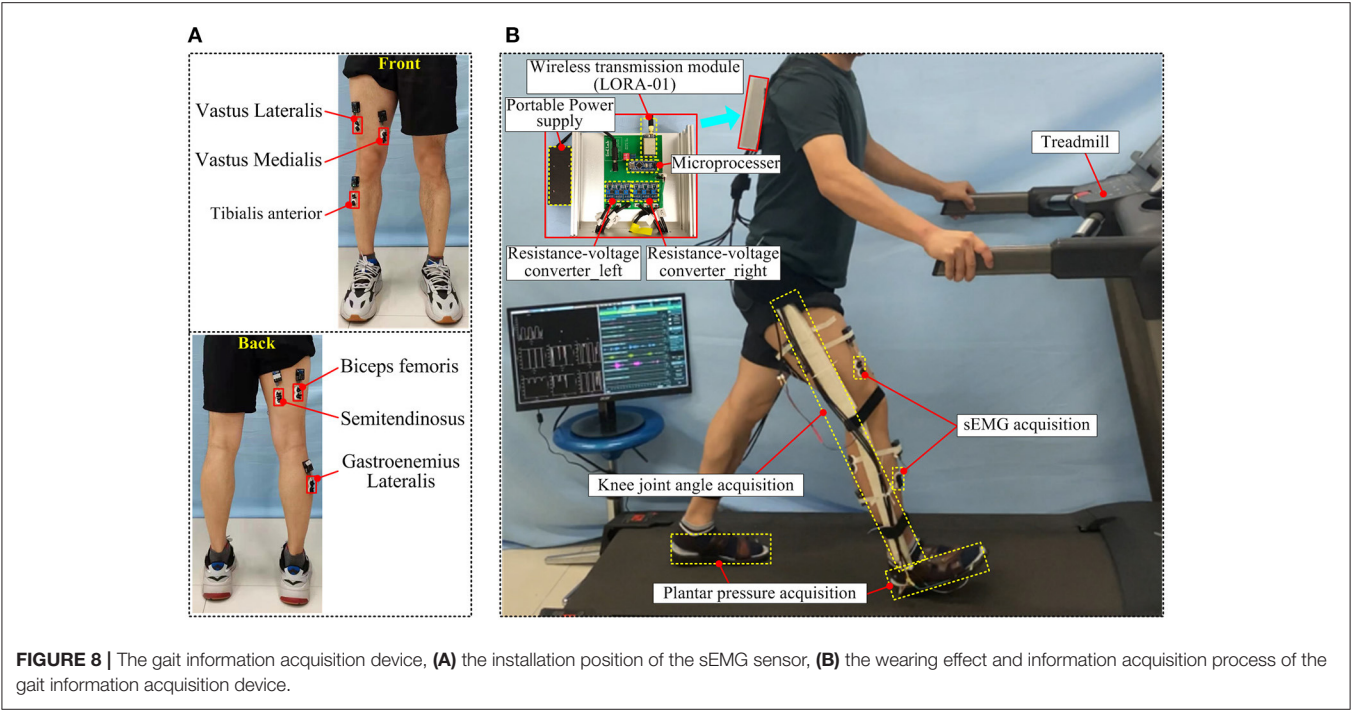 A
B
Front
Vastus Lateralis
Vastus Medialis
Tibialis anterior
Back
Biceps femoris
Semitendinosus
Gastroenemius
Lateralis
Wireless transmission module
(LORA-01)
Portable Power
supply
Microprocesser
Resistance-voltage
converter_left
Resistance-voltage
converter_right
Treadmill
sEMG acquisition
Knee joint angle acquisition
Plantar pressure acquisition
FIGURE 8 | The gait information acquisition device, (A) the installation position of the sEMG sensor, (B) the wearing effect and information acquisition process of the
gait information acquisition device.